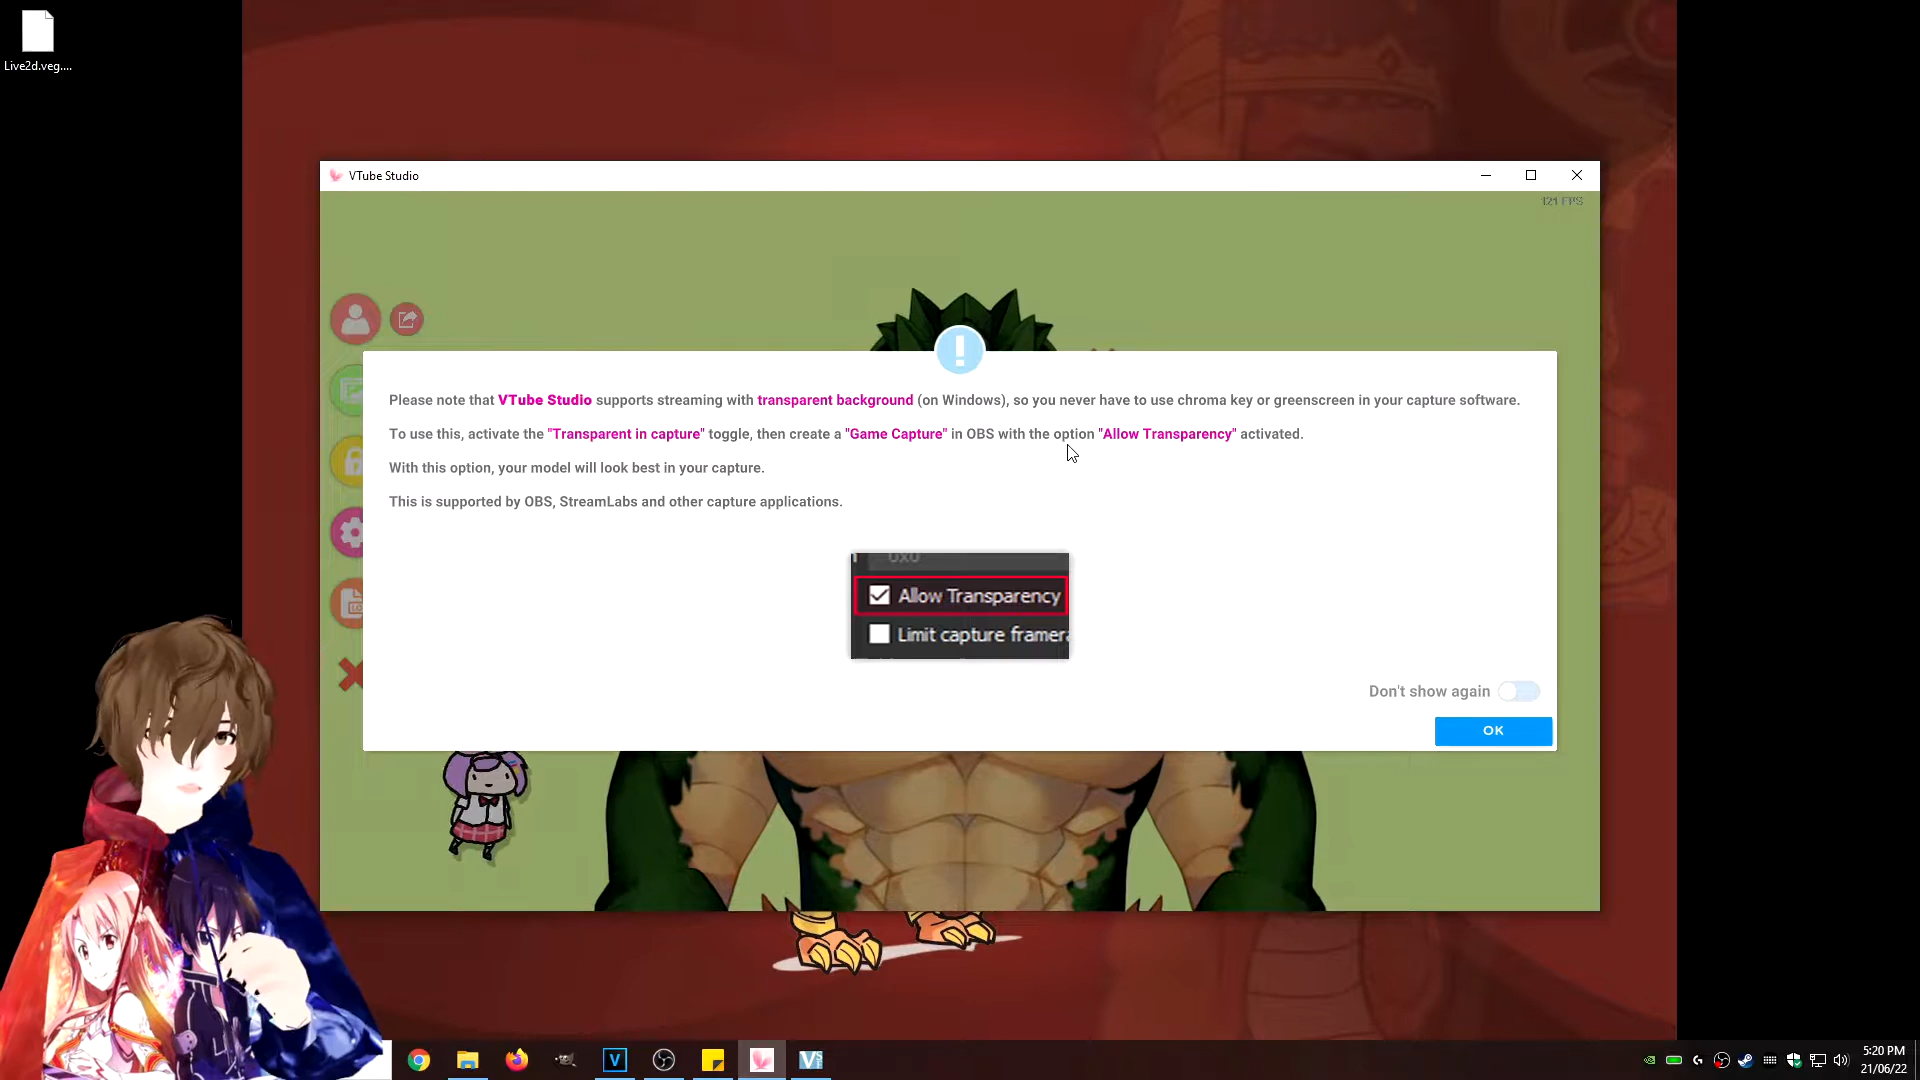 Live2d.veg....
VTube Studio
121 FPS
Please note that VTube Studio supports streaming with transparent background (on Windows), so you never have to use chroma key or greenscreen in your capture software.
To use this, activate the "Transparent in capture" toggle, then create a "Game Capture" in OBS with the option "Allow Transparency" activated.
With this option, your model will look best in your capture.
This is supported by OBS, StreamLabs and other capture applications.
Allow Transparency
Limit capture framera
Don't show again
OK
5:20 PM
21/06/22